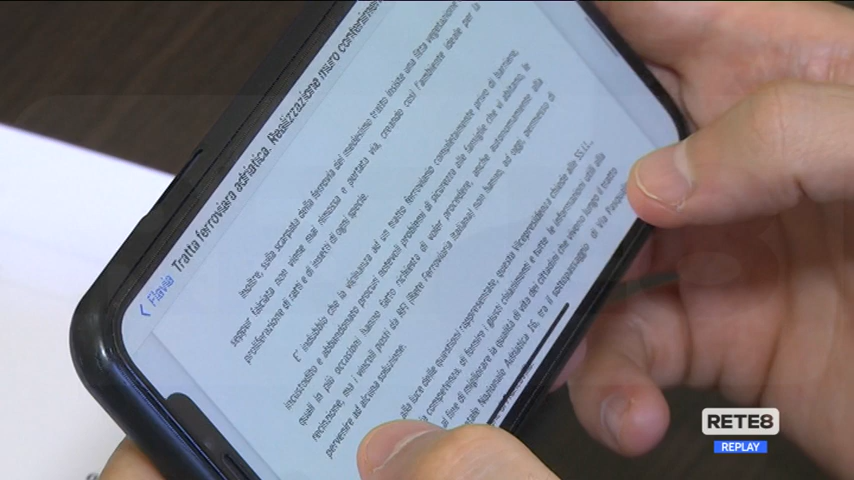 < Flavia Tratta ferroviara adriatica. Realizzazione muro contenimen
Inoltre, sulla scarpata della ferrovia del medesimo tratto insiste una fitta vegetazione
seppur falciata non viene mai rimossa e portata via, creando così l'ambiente ideale per la
proliferazione di ratti e di insetti di ogni specie.
E' indubbio che la vicinanza ad un tratto ferroviario completamente privo di barriere,
incustodito e abbandonato procuri notevoli problemi di sicurezza alle famiglie che vi abitano, le
quali in più occasioni hanno fatto richiesta di voler procedere, anche autonomamente alla
recinzione, ma i vincoli posti da RFI (Rete Ferroviaria Italiana) non hanno, ad oggi, permesso di
pervenire ad alcuna soluzione.
alla luce delle questioni rappresentate, questa Vicepresidenza chiede alle SS.LL.,
competenza, di fornire i giusti chiarimenti e tutte le informazioni utili alla
al fine di migliorare la qualità di vita dei cittadini che vivono lungo il tratto
Nazionale Adriatica 16, tra il sottopassaggio di Via
RETE8
REPLAY